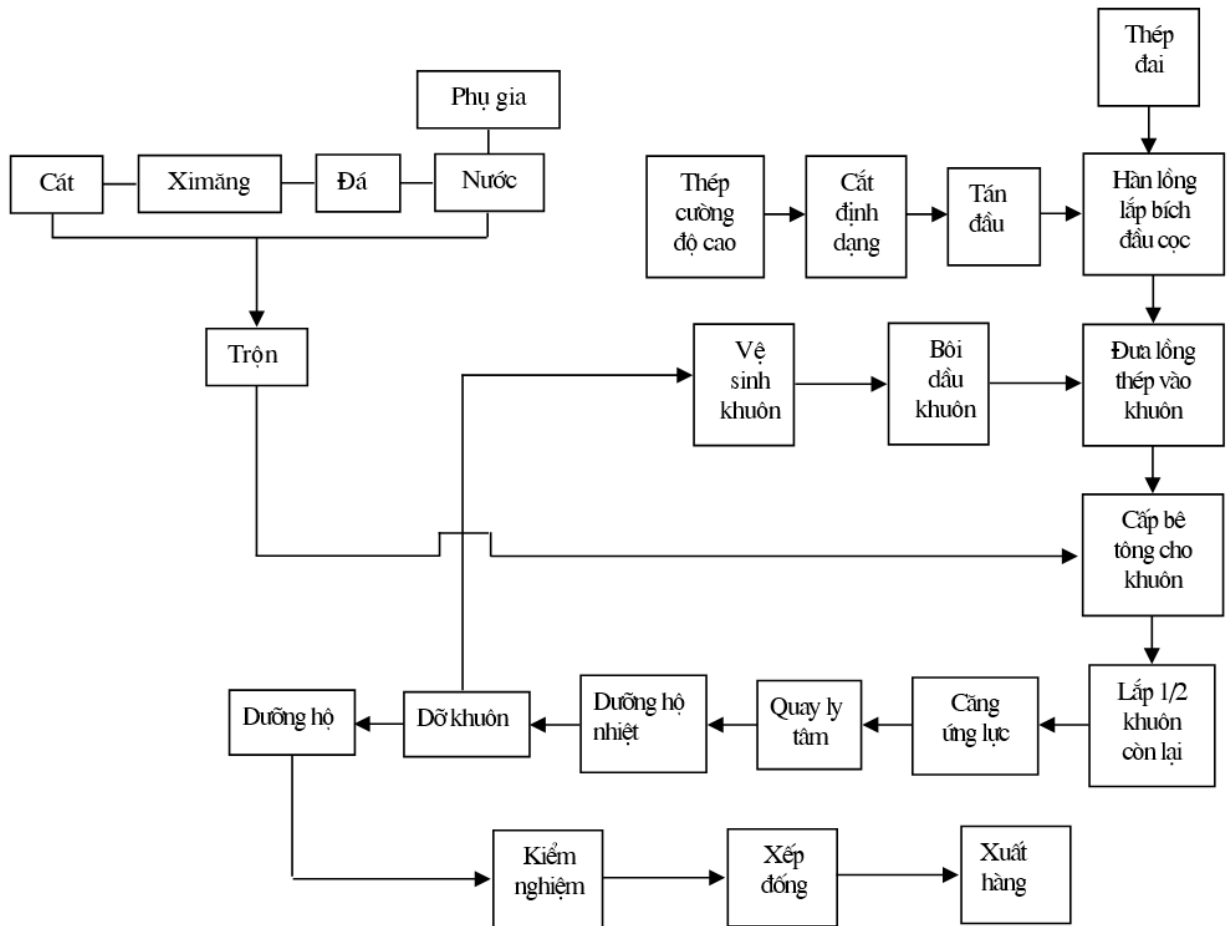 Thép
đai
Phụ gia
Cát
Ximăng
Đá
Nước
Thép
cường
độ cao
Cắt
định
dạng
Tán
đầu
Hàn lồng
lắp bích
đầu cọc
Trộn
Vệ
sinh
khuôn
Bôi
dầu
khuôn
Đưa lồng
thép vào
khuôn
Cấp bê
tông cho
khuôn
Dưỡng hộ
Dỡ khuôn
Dưỡng hộ
nhiệt
Quay ly
tâm
Căng
ứng lực
Lắp 1/2
khuôn
còn lại
Kiểm
nghiệm
Xếp
đống
Xuất
hàng